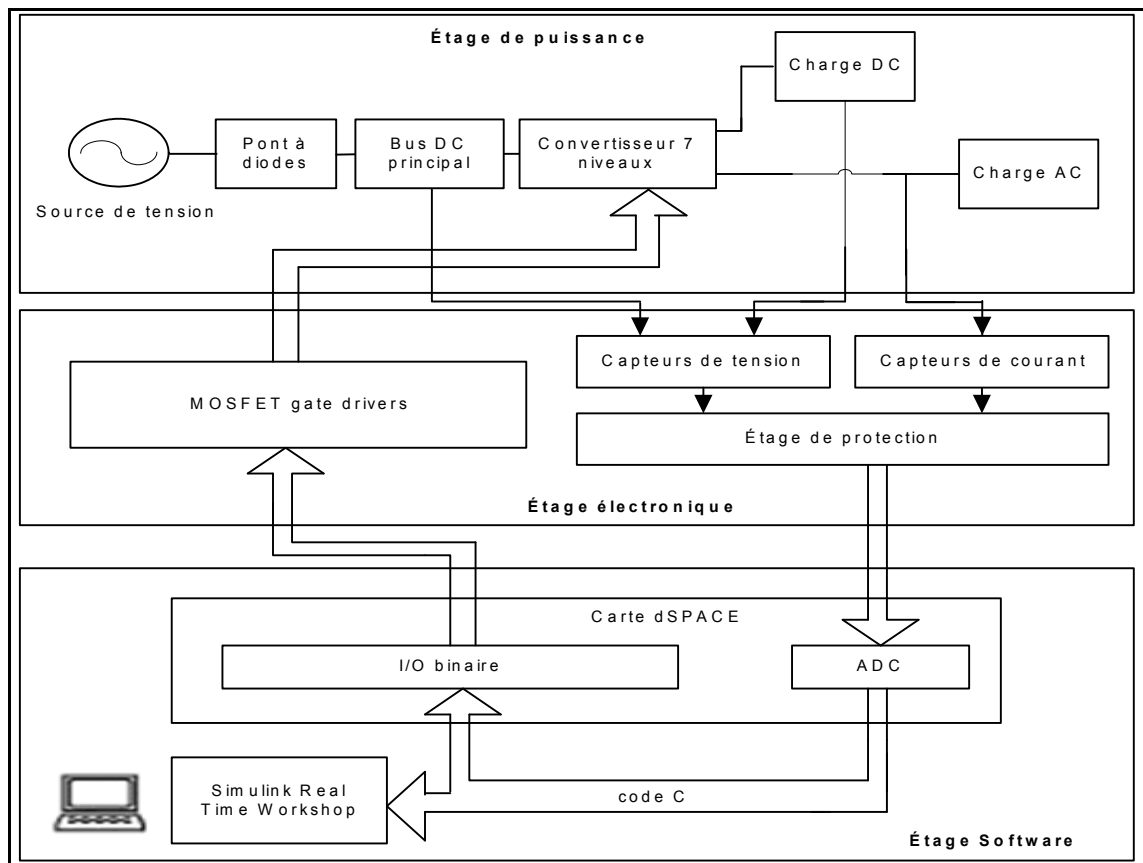 Étage de puissance
Charge DC
Pont à
diodes
Bus DC
principal
Convertisseur 7
niveaux
Charge AC
Source de tension
Capteurs de tension
Capteurs de courant
MOSFET gate drivers
Étage de protection
Étage électronique
Carte dSPACE
I/O binaire
ADC
Simulink Real
Time Workshop
code C
Étage Software